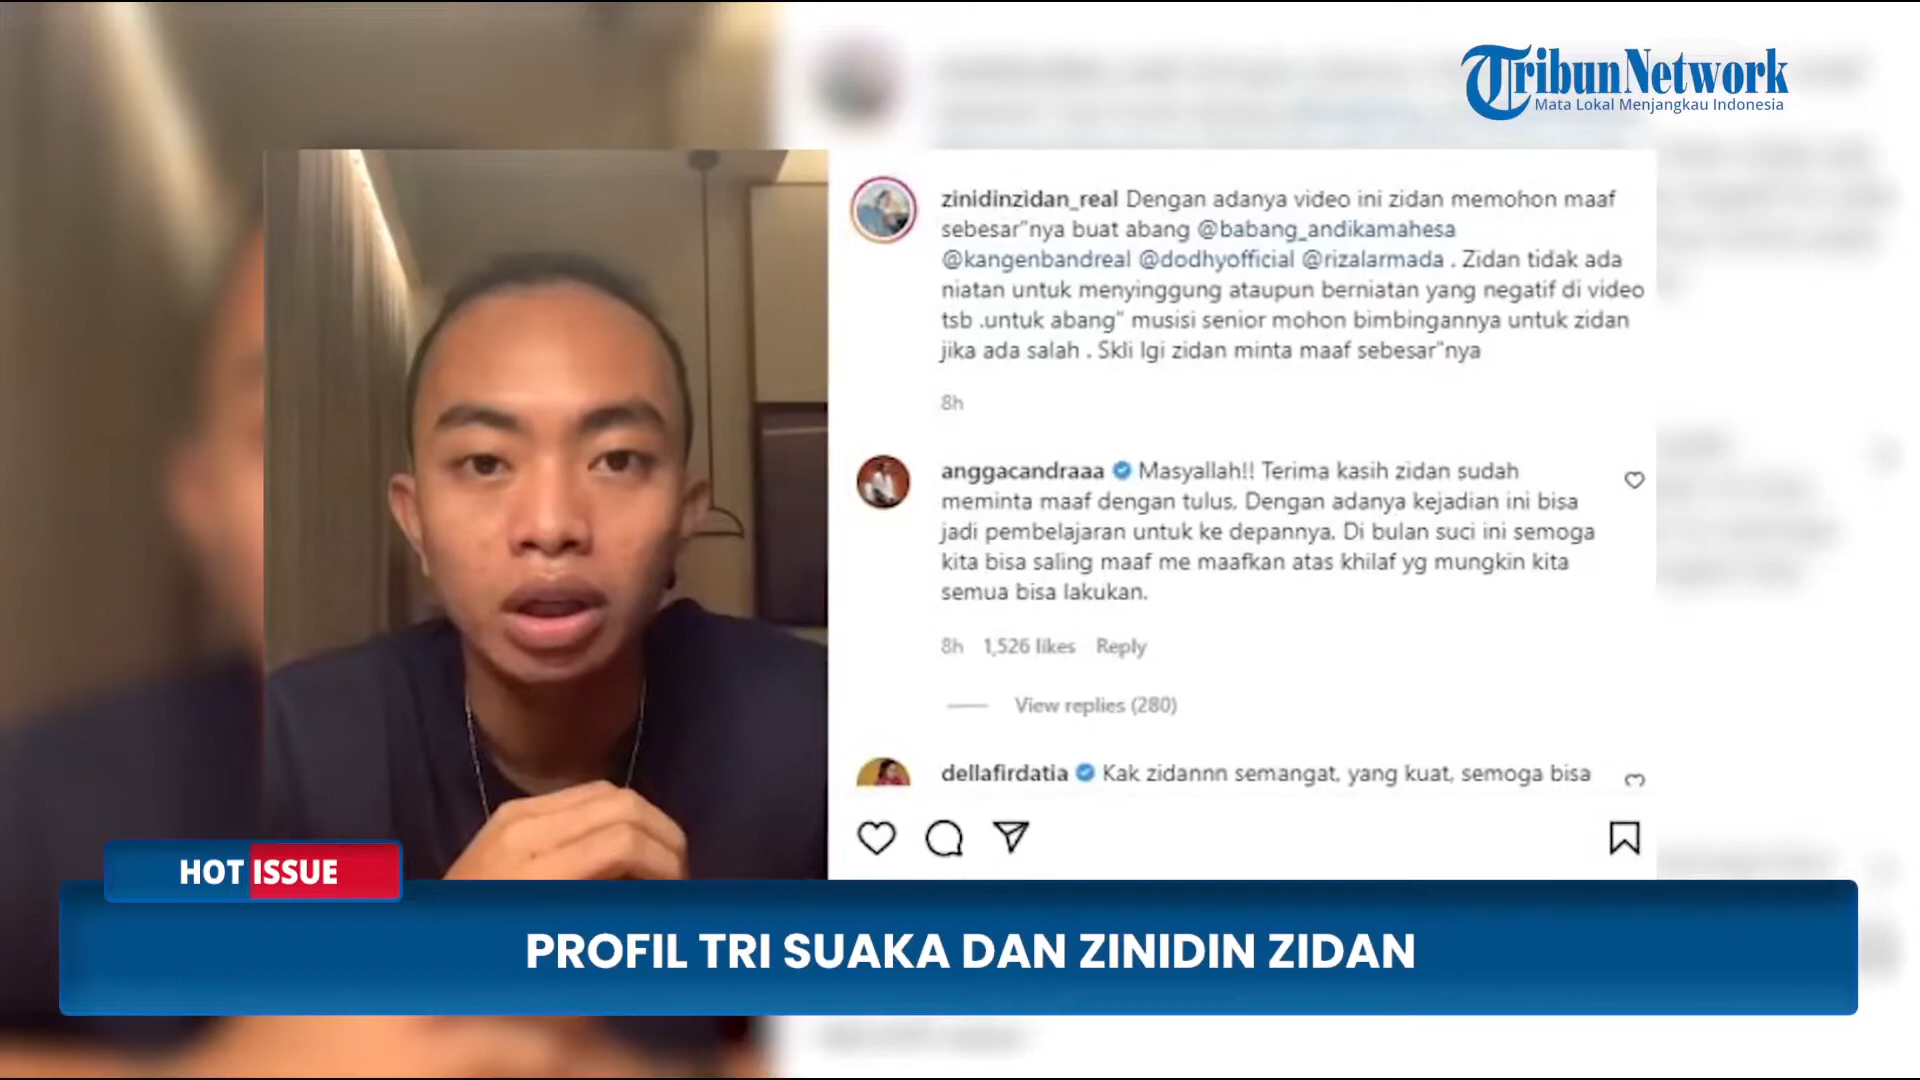 TribunNetwork
Mata Lokal Menjangkau Indonesia
zinidinzidan_real Dengan adanya video ini zidan memohon maaf
sebesar"nya buat abang @babang_andikamahesa
@kangenbandreal @dodhyofficial @rizalarmada . Zidan tidak ada
niatan untuk menyinggung ataupun berniatan yang negatif di video
tsb .untuk abang" musisi senior mohon bimbingannya untuk zidan
jika ada salah . Skli lgi zidan minta maaf sebesar"nya
8h
anggacandraaa Masyallah!! Terima kasih zidan sudah
meminta maaf dengan tulus, Dengan adanya kejadian ini bisa
jadi pembelajaran untuk ke depannya. Di bulan suci ini semoga
kita bisa saling maaf me maafkan atas khilaf yg mungkin kita
semua bisa lakukan.
8h 1,526 likes Reply
View replies (280)
dellafirdatia Kak zidannn semangat, yang kuat, semoga bisa
HOT ISSUE
PROFIL TRI SUAKA DAN ZINIDIN ZIDAN